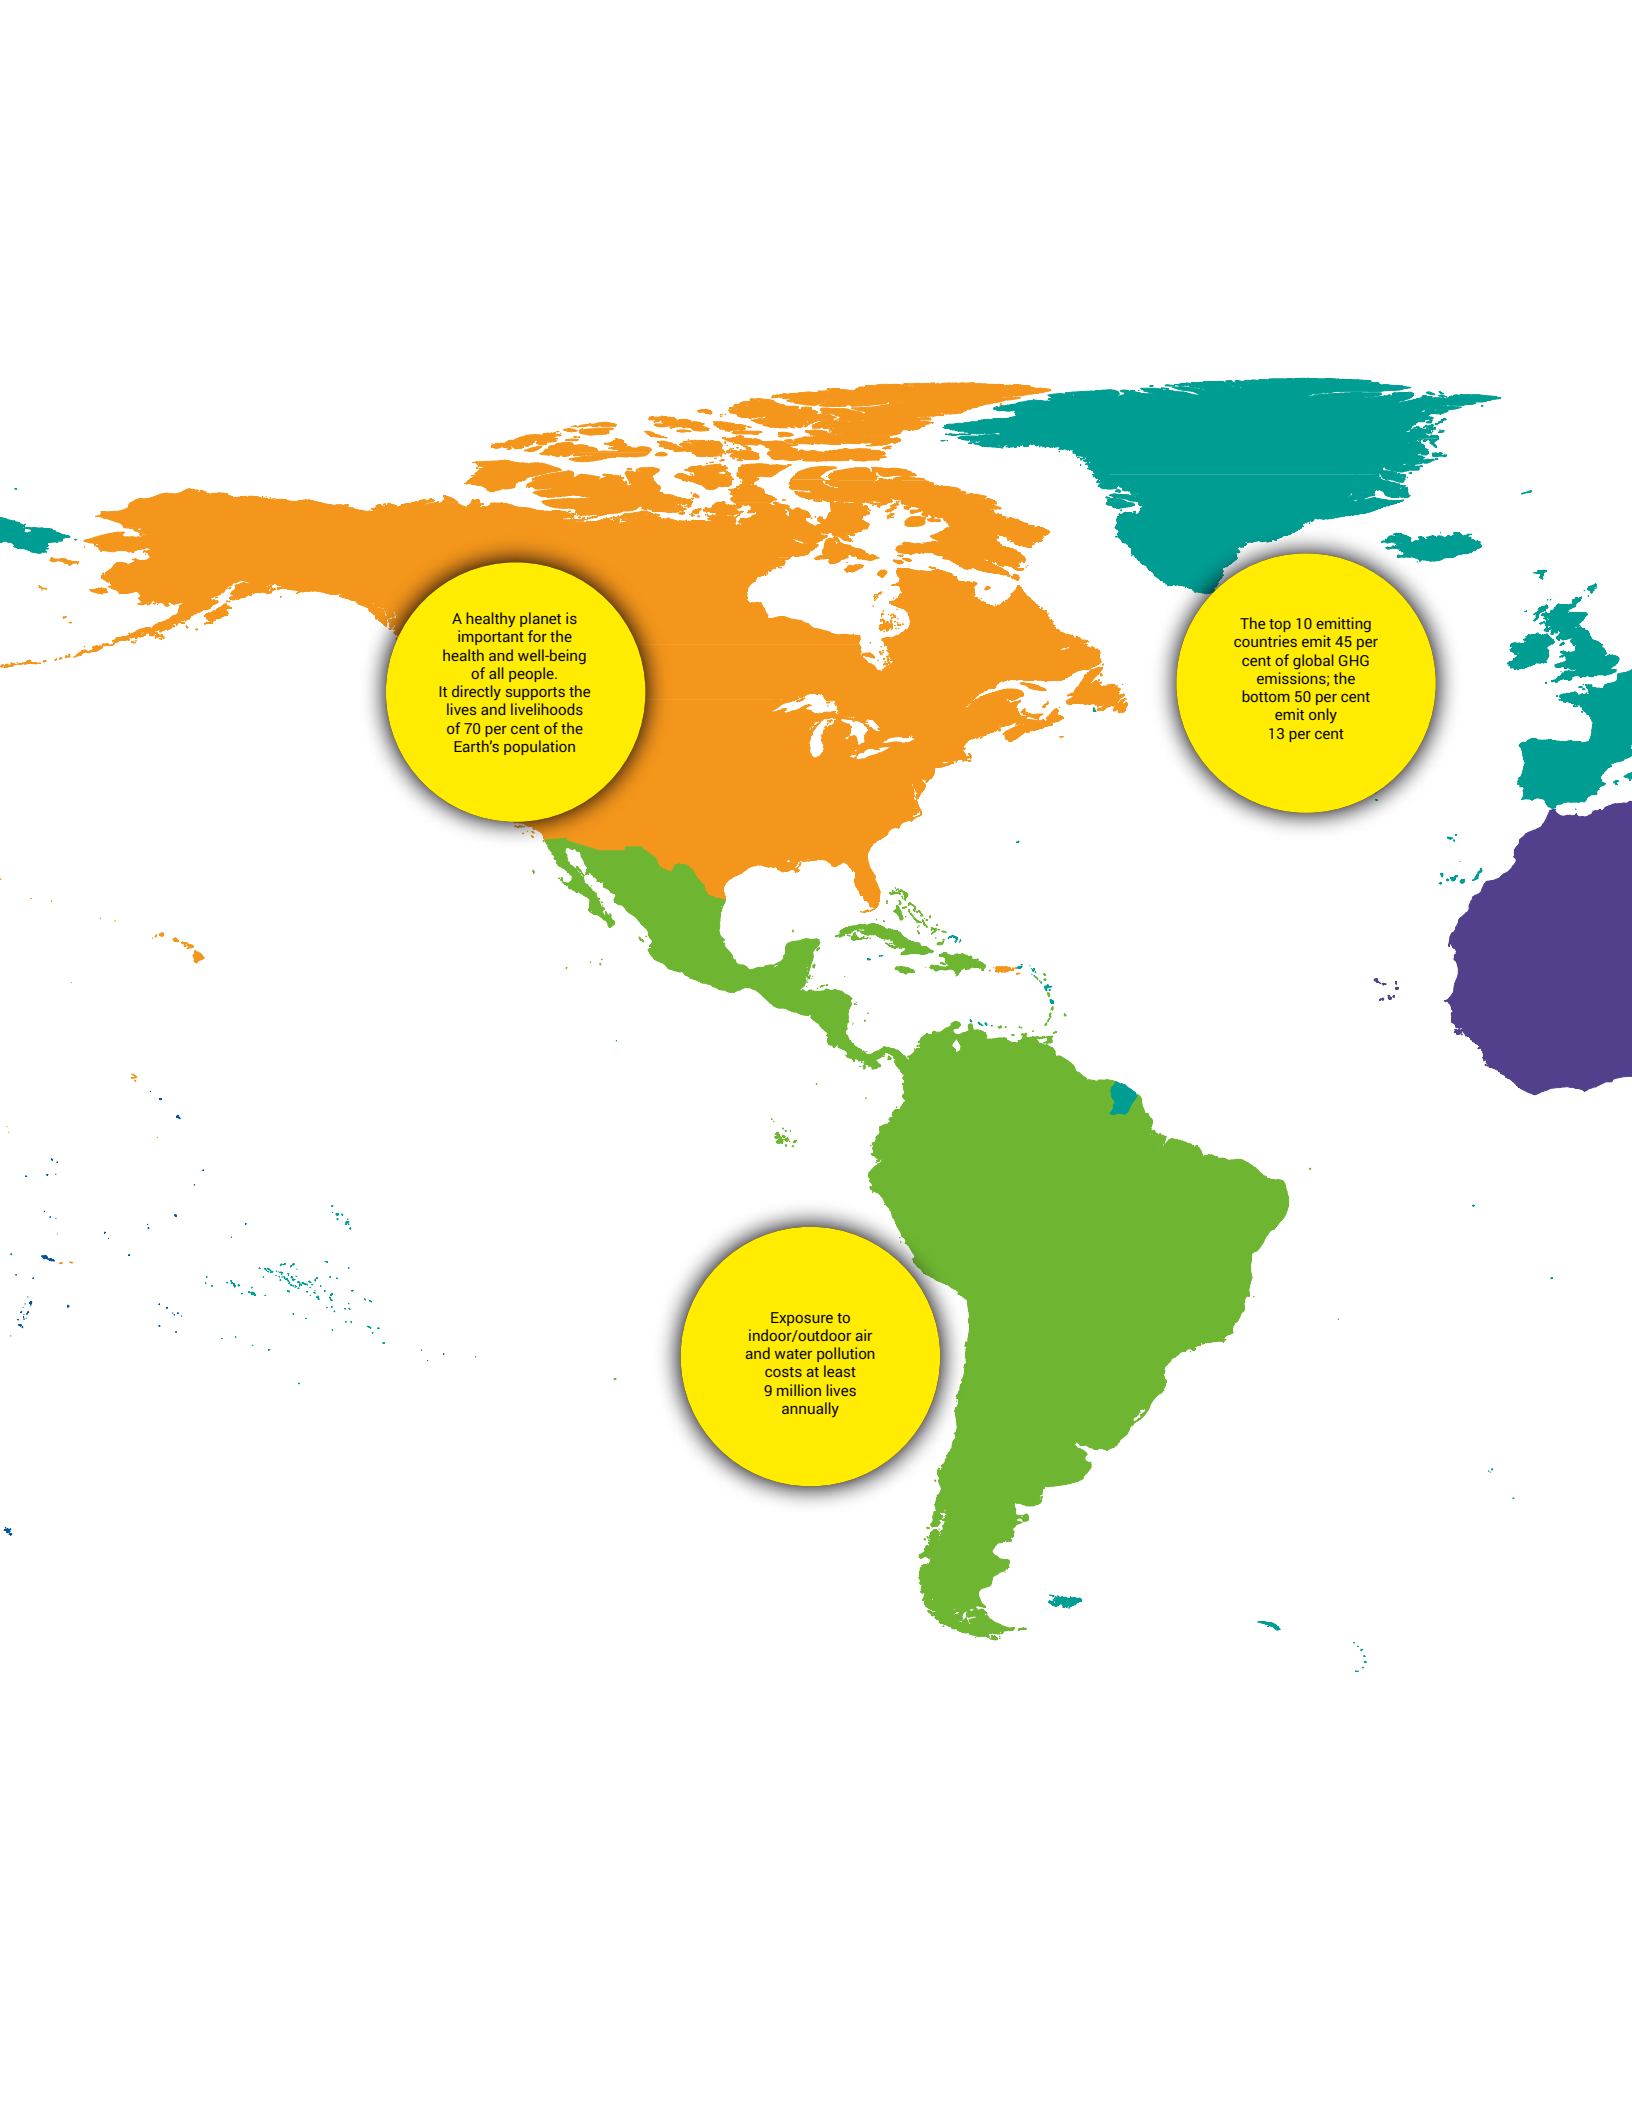 A healthy planet is
important for the
health and well-being
of all people.
It directly supports the
lives and livelihoods
of 70 per cent of the
Earth's population
The top 10 emitting
countries emit 45 per
cent of global GHG
emissions; the
bottom 50 per cent
emit only
13 per cent
Exposure to
indoor/outdoor air
and water pollution
costs at least
9 million lives
annually